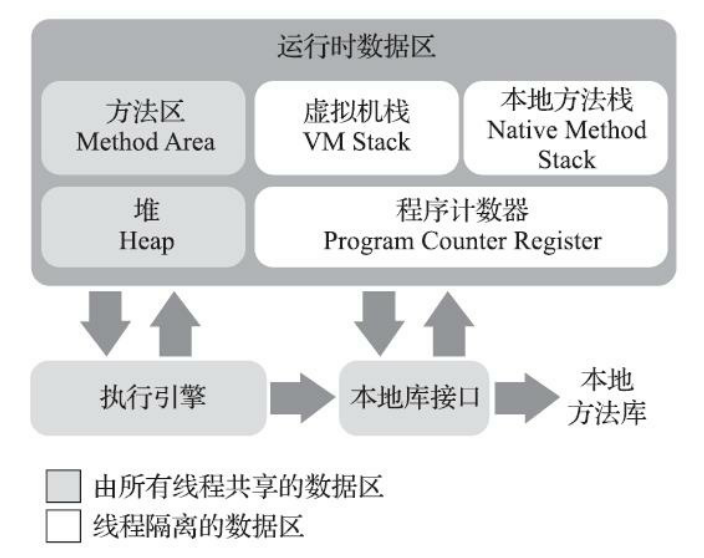 运行时数据区
方法区
Method Area
虚拟机栈
VM Stack
本地方法栈
Native Method
Stack
堆
Heap
程序计数器
Program Counter Register
执行引擎
本地库接口
本地
方法库
由所有线程共享的数据区
线程隔离的数据区